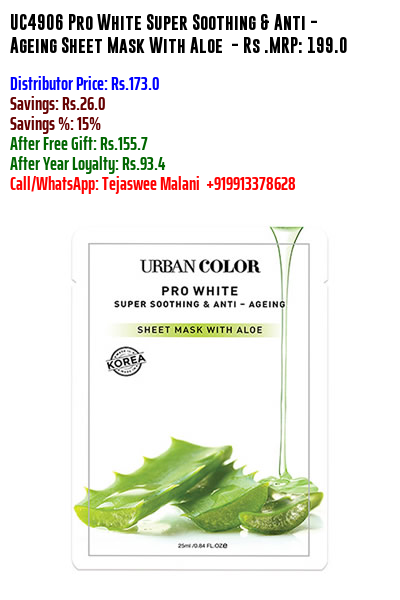 UC4906 Pro White Super Soothing & Anti -
Ageing Sheet Mask With Aloe - Rs .MRP: 199.0
Distributor Price: Rs.173.0
Savings: Rs.26.0
Savings %: 15%
After Free Gift: Rs.155.7
After Year Loyalty: Rs.93.4
Call/WhatsApp: Tejaswee Malani +919913378628
URBAN COLOR
PRO WHITE
SUPER SOOTHING & ANTI - AGEING
SHEET MASK WITH ALOE
KOREA
25ml /0.84 FL.OZe